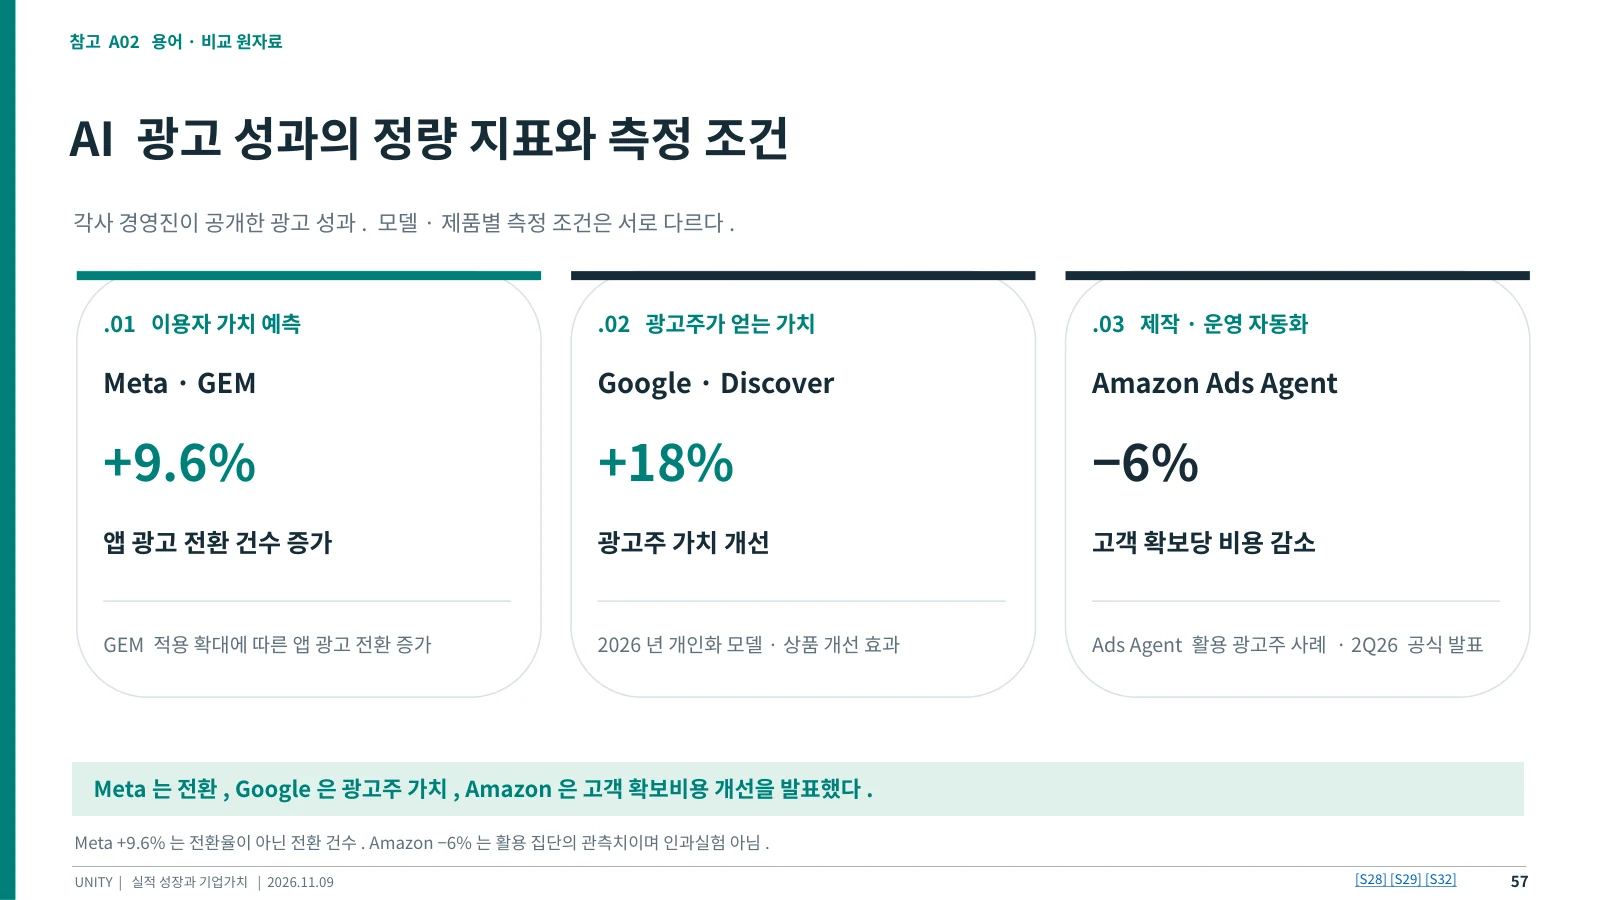 참고 A02 용어 · 비교 원자료
AI 광고 성과의 정량 지표와 측정 조건
각사 경영진이 공개한 광고 성과 . 모델 · 제품별 측정 조건은 서로 다르다 .
.01 이용자 가치 예측
Meta · GEM
+9.6%
앱 광고 전환 건수 증가
GEM 적용 확대에 따른 앱 광고 전환 증가
.02 광고주가 얻는 가치
Google · Discover
+18%
광고주 가치 개선
2026 년 개인화 모델 · 상품 개선 효과
.03 제작 · 운영 자동화
Amazon Ads Agent
−6%
고객 확보당 비용 감소
Ads Agent 활용 광고주 사례 · 2Q26 공식 발표
Meta 는 전환 , Google 은 광고주 가치 , Amazon 은 고객 확보비용 개선을 발표했다 .
Meta +9.6% 는 전환율이 아닌 전환 건수 . Amazon −6% 는 활용 집단의 관측치이며 인과실험 아님 .
UNITY | 실적 성장과 기업가치 | 2026.11.09
[S28] [S29] [S32]
57